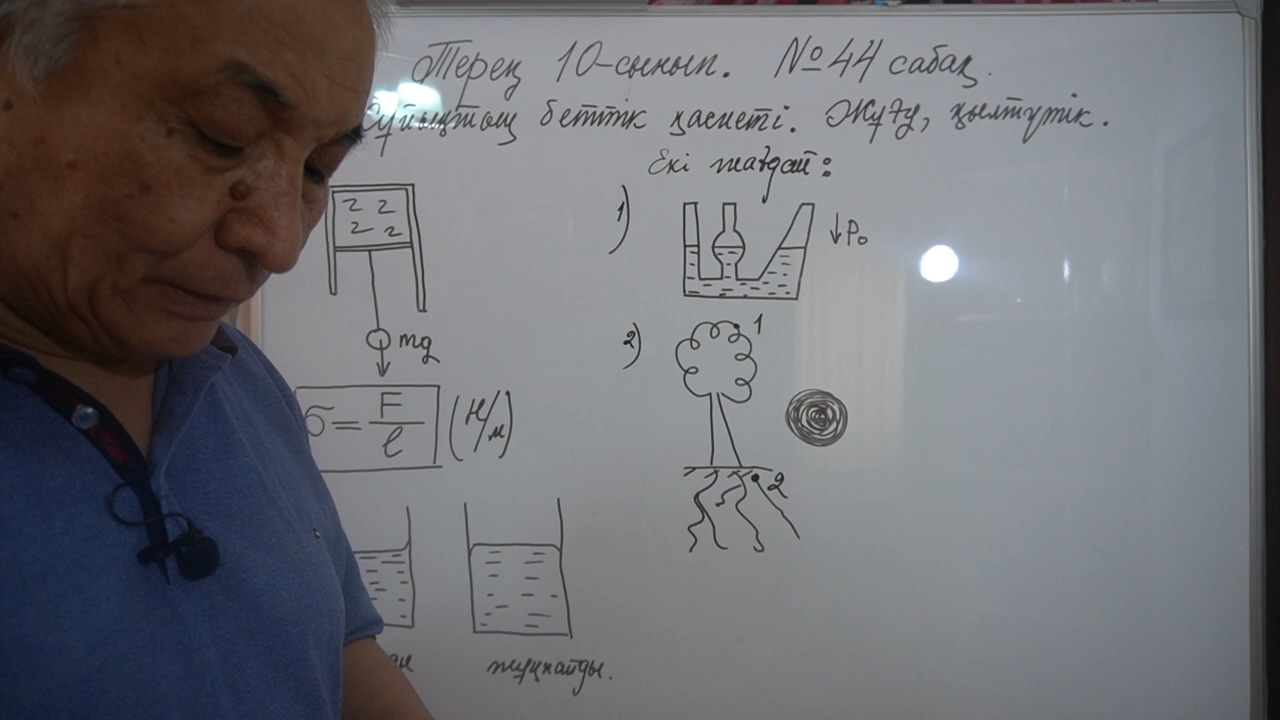 Терең 10-сынып. №44 сабақ.
Сұйықтың беттік қасиеті. Жұғу, қылтүтік.
Екі жағдай:
1)
↓P₀
mg
2)
1
σ = F/l (Н/м)
2
жұқпайды.